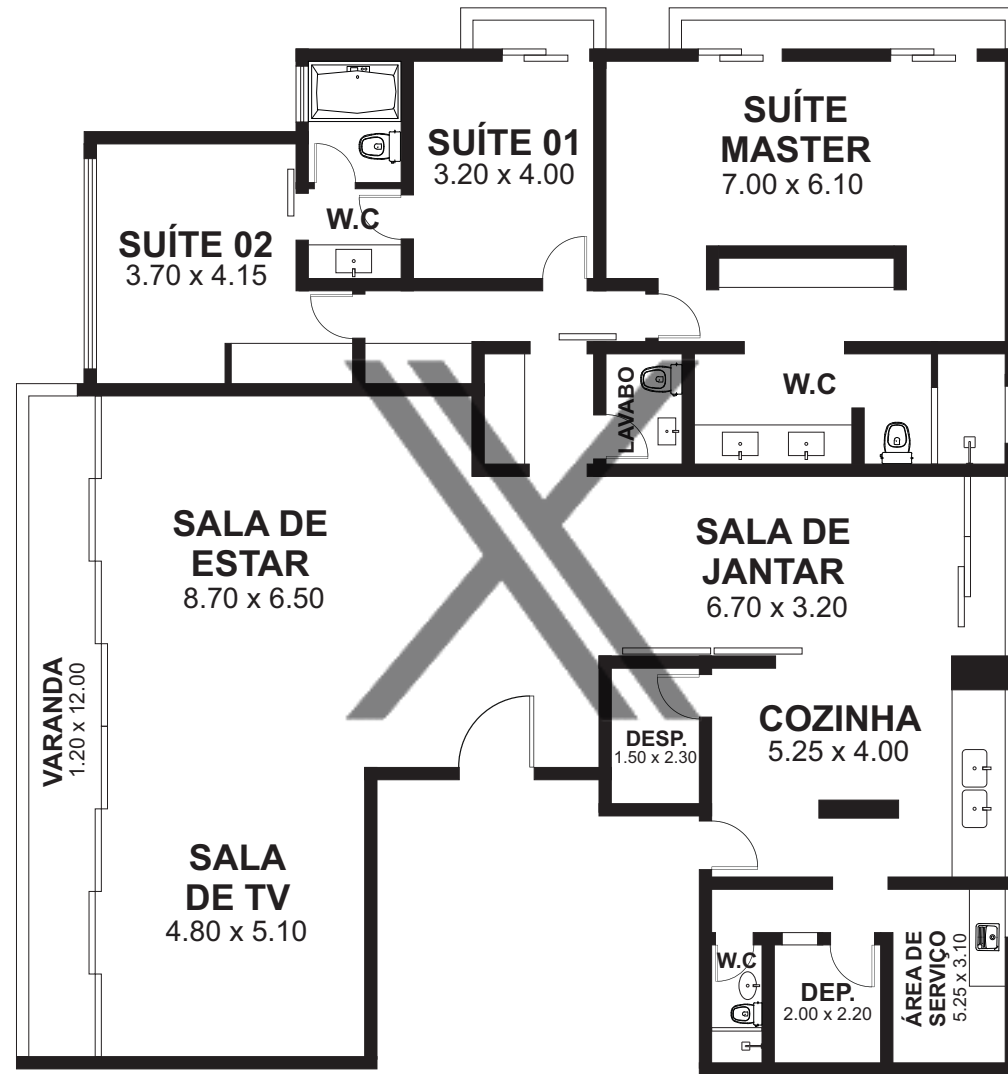 SUÍTE
MASTER
7.00 x 6.10
SUÍTE 01
3.20 x 4.00
W.C
SUÍTE 02
3.70 x 4.15
LAVABO
W.C
SALA DE
ESTAR
8.70 x 6.50
SALA DE
JANTAR
6.70 x 3.20
VARANDA
1.20 x 12.00
DESP.
1.50 x 2.30
COZINHA
5.25 x 4.00
SALA
DE TV
4.80 x 5.10
W.C
DEP.
2.00 x 2.20
ÁREA DE
SERVIÇO
5.25 x 3.10